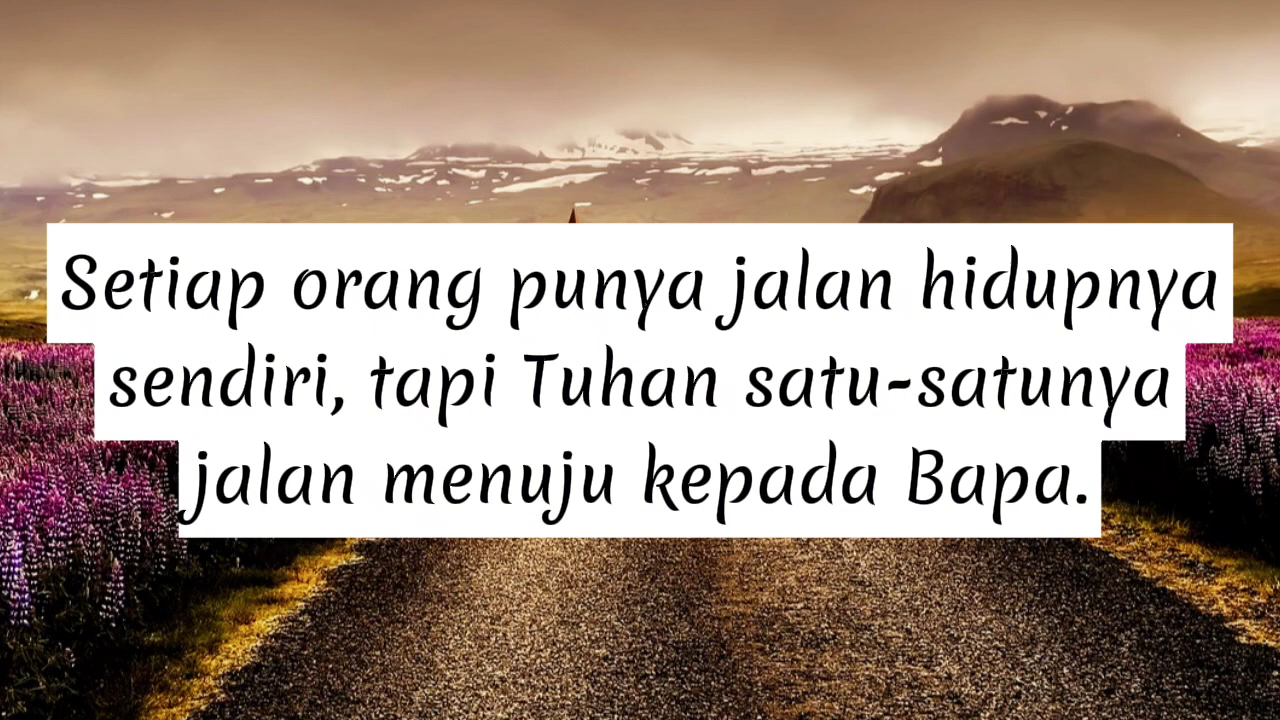 Setiap orang punya jalan hidupnya
sendiri, tapi Tuhan satu-satunya
jalan menuju kepada Bapa.